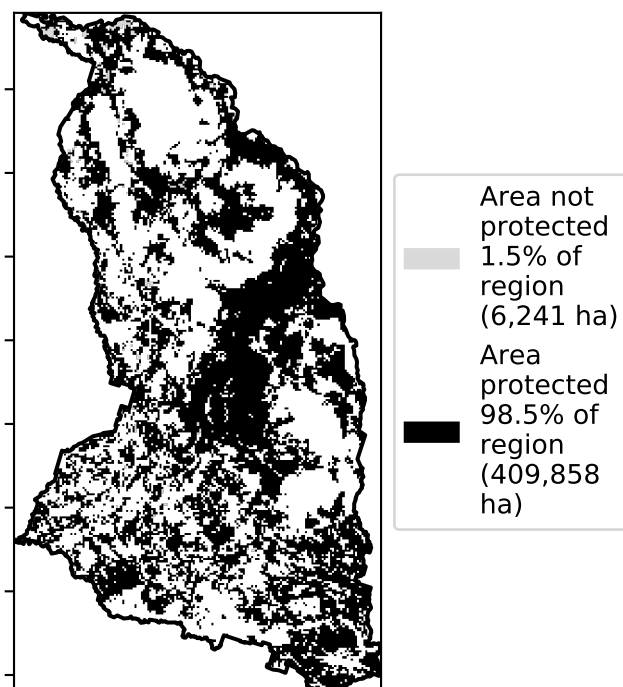 Area not
protected
1.5% of
region
(6,241 ha)
Area
protected
98.5% of
region
(409,858
ha)